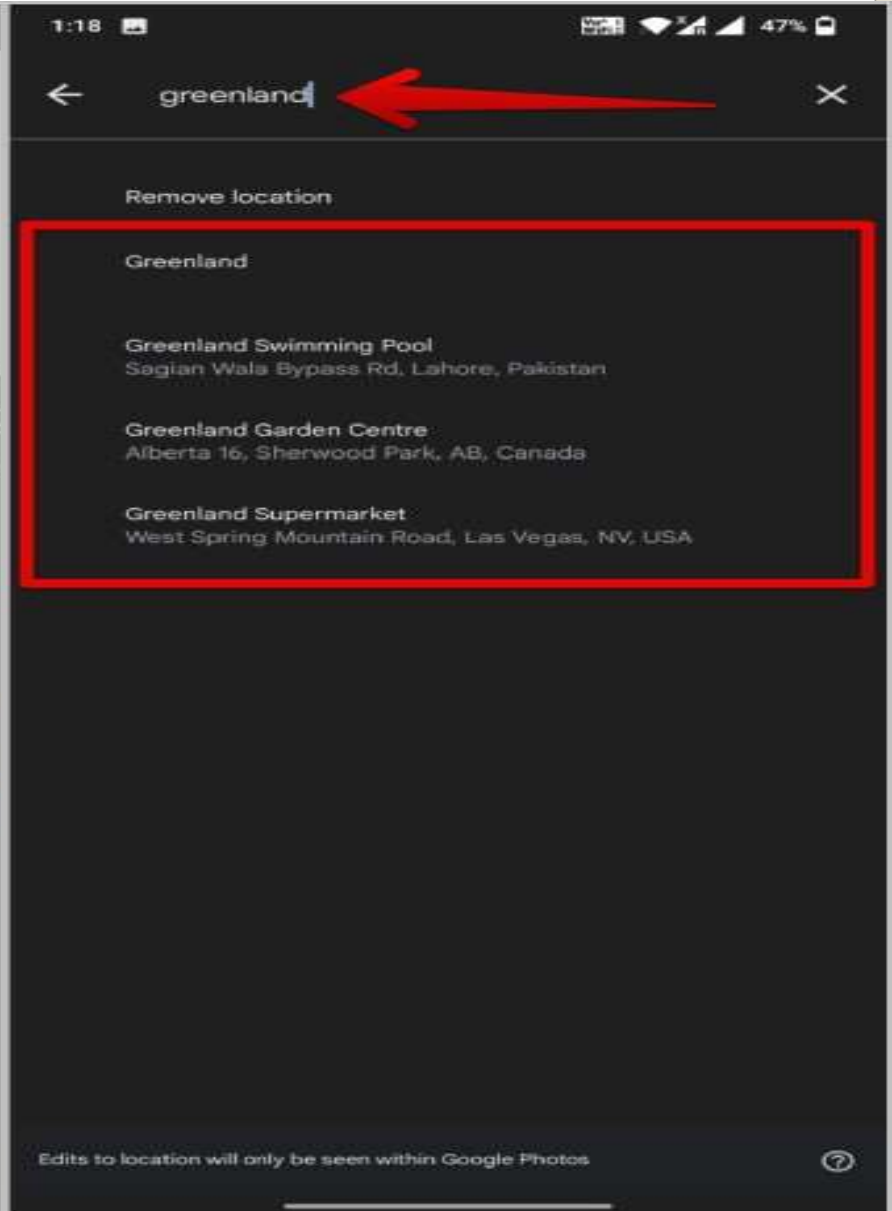 1:18 47%
greenland
Remove location
Greenland
Greenland Swimming Pool
Sagian Wala Bypass Rd, Lahore, Pakistan
Greenland Garden Centre
Alberta 16, Sherwood Park, AB, Canada
Greenland Supermarket
West Spring Mountain Road, Las Vegas, NV, USA
Edits to location will only be seen within Google Photos